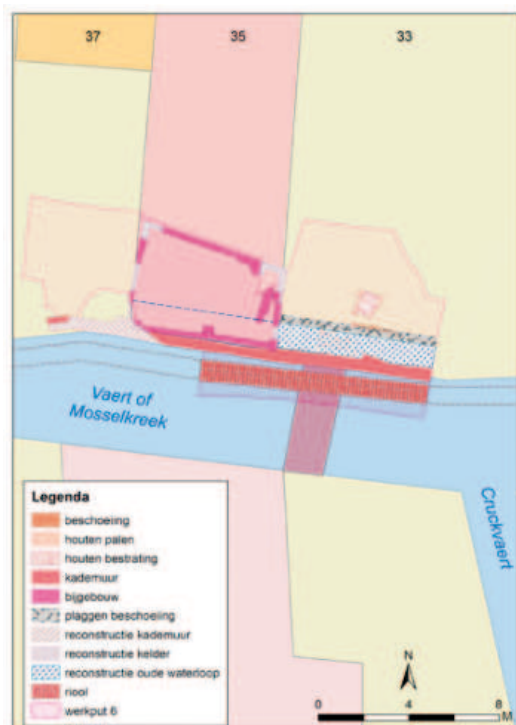 37
35
33
Vaert of
Mosselkreek
Cruckvaert
Legenda
beschoeiing
houten palen
houten bestrating
kademuur
bijgebouw
plaggen beschoeiing
reconstructie kademuur
reconstructie kelder
reconstructie oude waterloop
riool
werkput 6
N
0 4 8
M